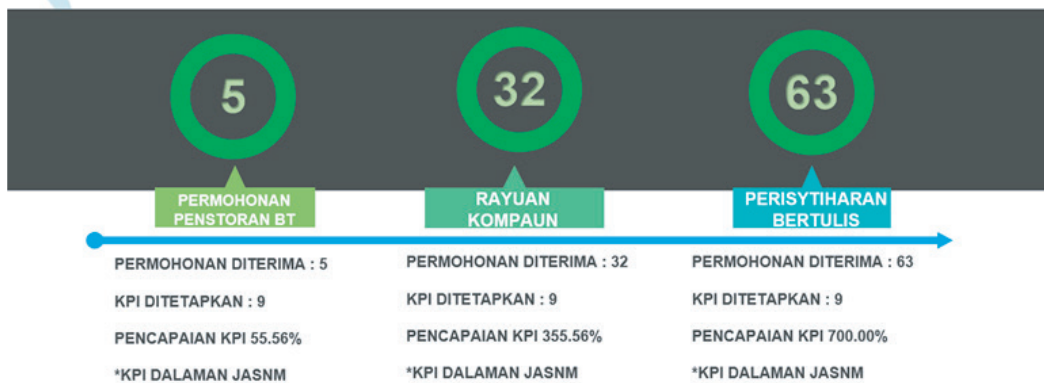 5
PERMOHONAN
PENSTORAN BT
PERMOHONAN DITERIMA : 5
KPI DITETAPKAN : 9
PENCAPAIAN KPI 55.56%
*KPI DALAMAN JASNM
32
RAYUAN
KOMPAUN
PERMOHONAN DITERIMA : 32
KPI DITETAPKAN : 9
PENCAPAIAN KPI 355.56%
*KPI DALAMAN JASNM
63
PERISYTIHARAN
BERTULIS
PERMOHONAN DITERIMA : 63
KPI DITETAPKAN : 9
PENCAPAIAN KPI 700.00%
*KPI DALAMAN JASNM